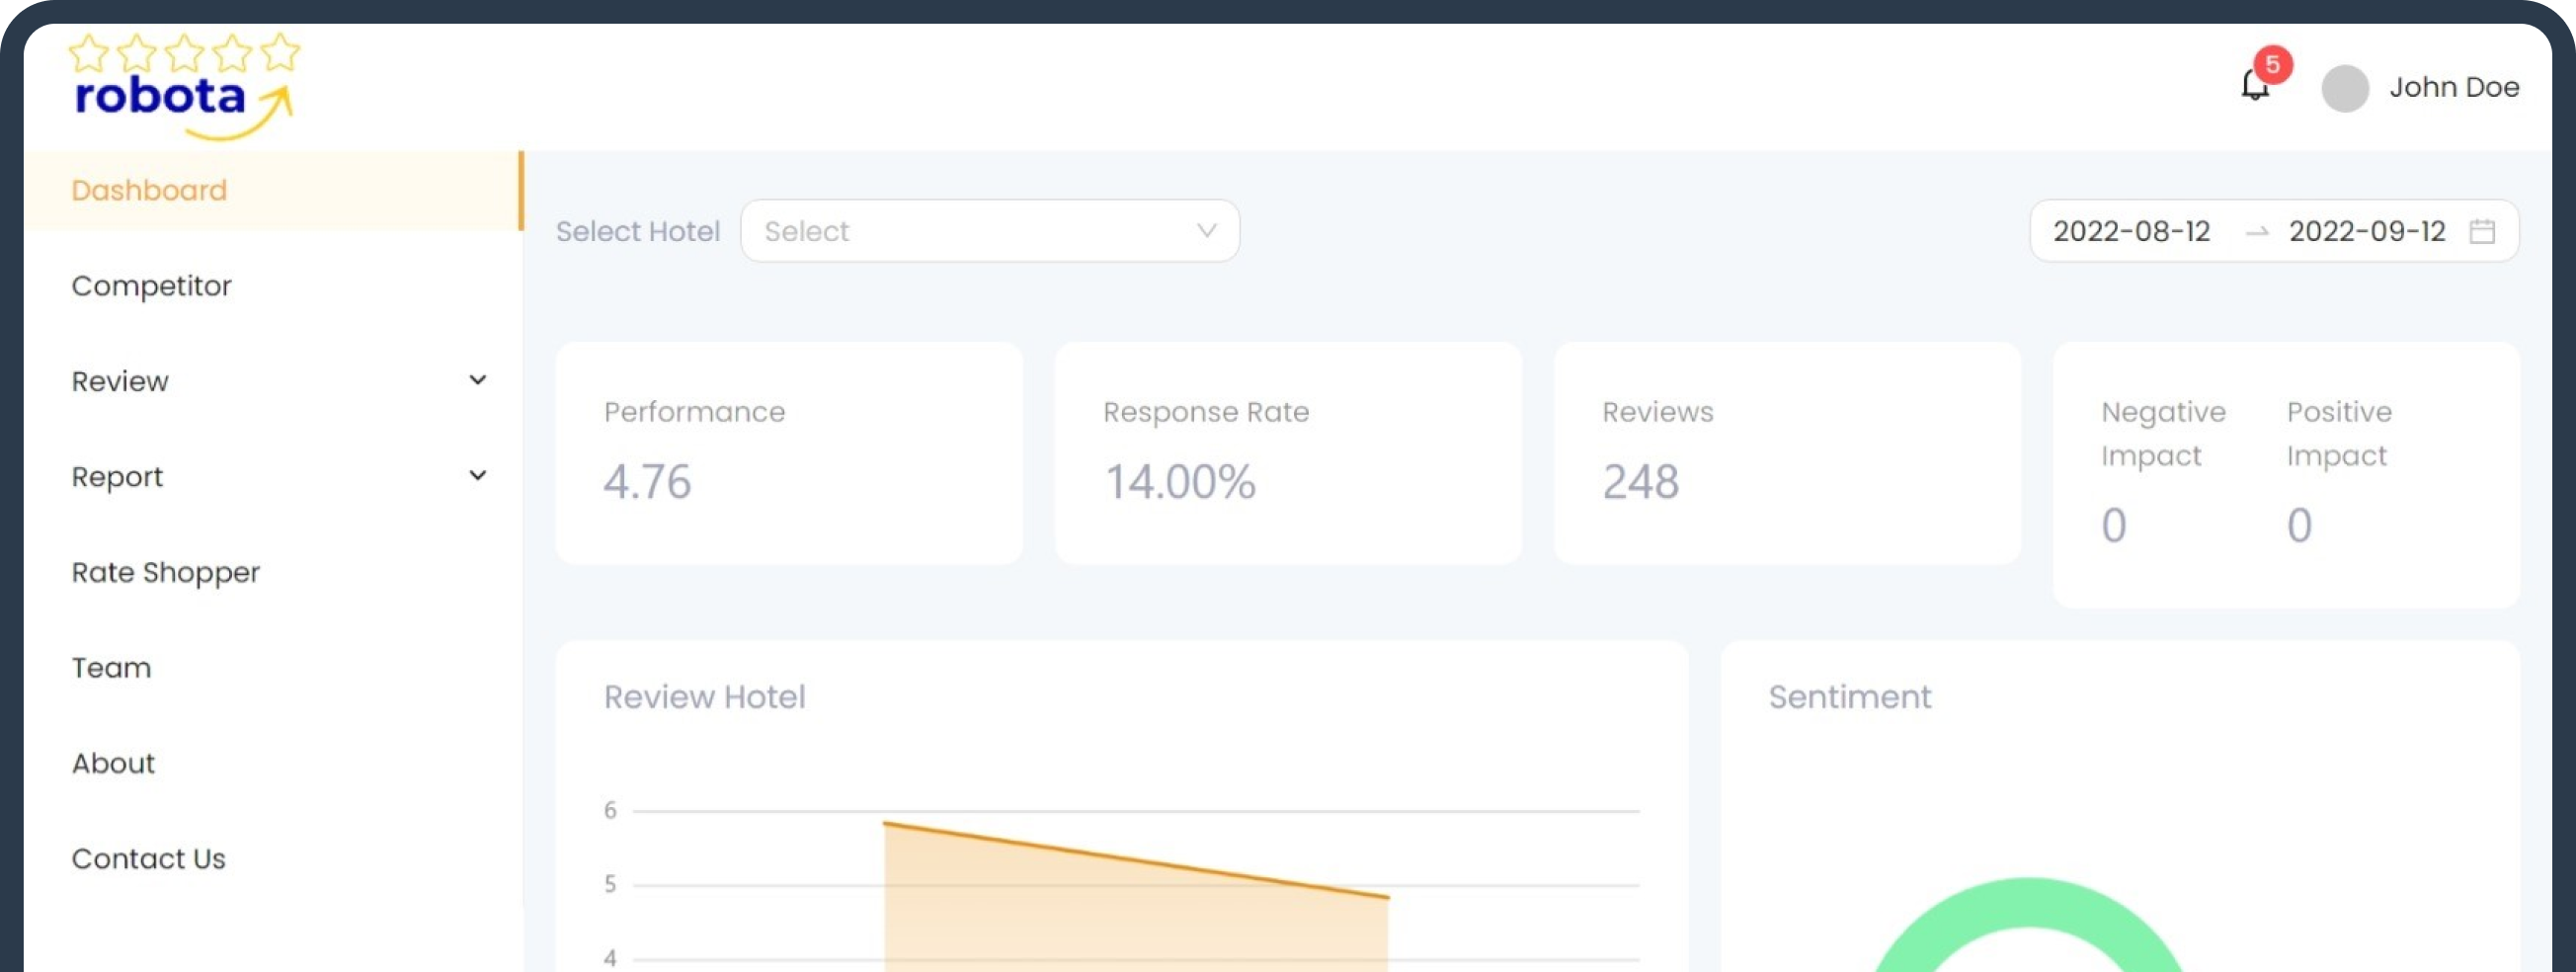 robota
5
John Doe
Dashboard
Competitor
Review
Report
Rate Shopper
Team
About
Contact Us
Select Hotel
Select
2022-08-12 → 2022-09-12
Performance
4.76
Response Rate
14.00%
Reviews
248
Negative
Impact
0
Positive
Impact
0
Review Hotel
6
5
4
Sentiment